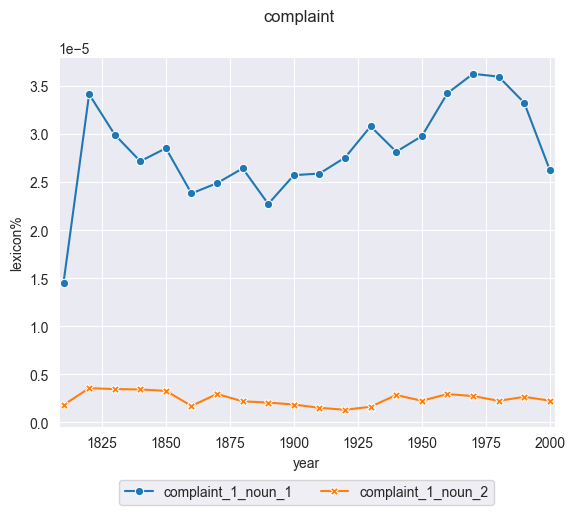 complaint
1e−5
3.5
3.0
2.5
2.0
1.5
1.0
0.5
0.0
lexicon%
1825 1850 1875 1900 1925 1950 1975 2000
year
complaint_1_noun_1 complaint_1_noun_2